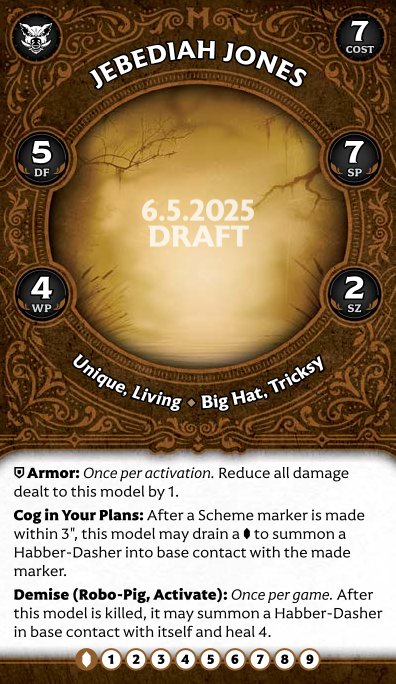 JEBEDIAH JONES
7
COST
5
DF
7
SP
6.5.2025
DRAFT
4
WP
2
SZ
Unique, Living ◆ Big Hat, Tricksy
Armor: Once per activation. Reduce all damage
dealt to this model by 1.
Cog in Your Plans: After a Scheme marker is made
within 3", this model may drain a to summon a
Habber-Dasher into base contact with the made
marker.
Demise (Robo-Pig, Activate): Once per game. After
this model is killed, it may summon a Habber-Dasher
in base contact with itself and heal 4.
1 2 3 4 5 6 7 8 9